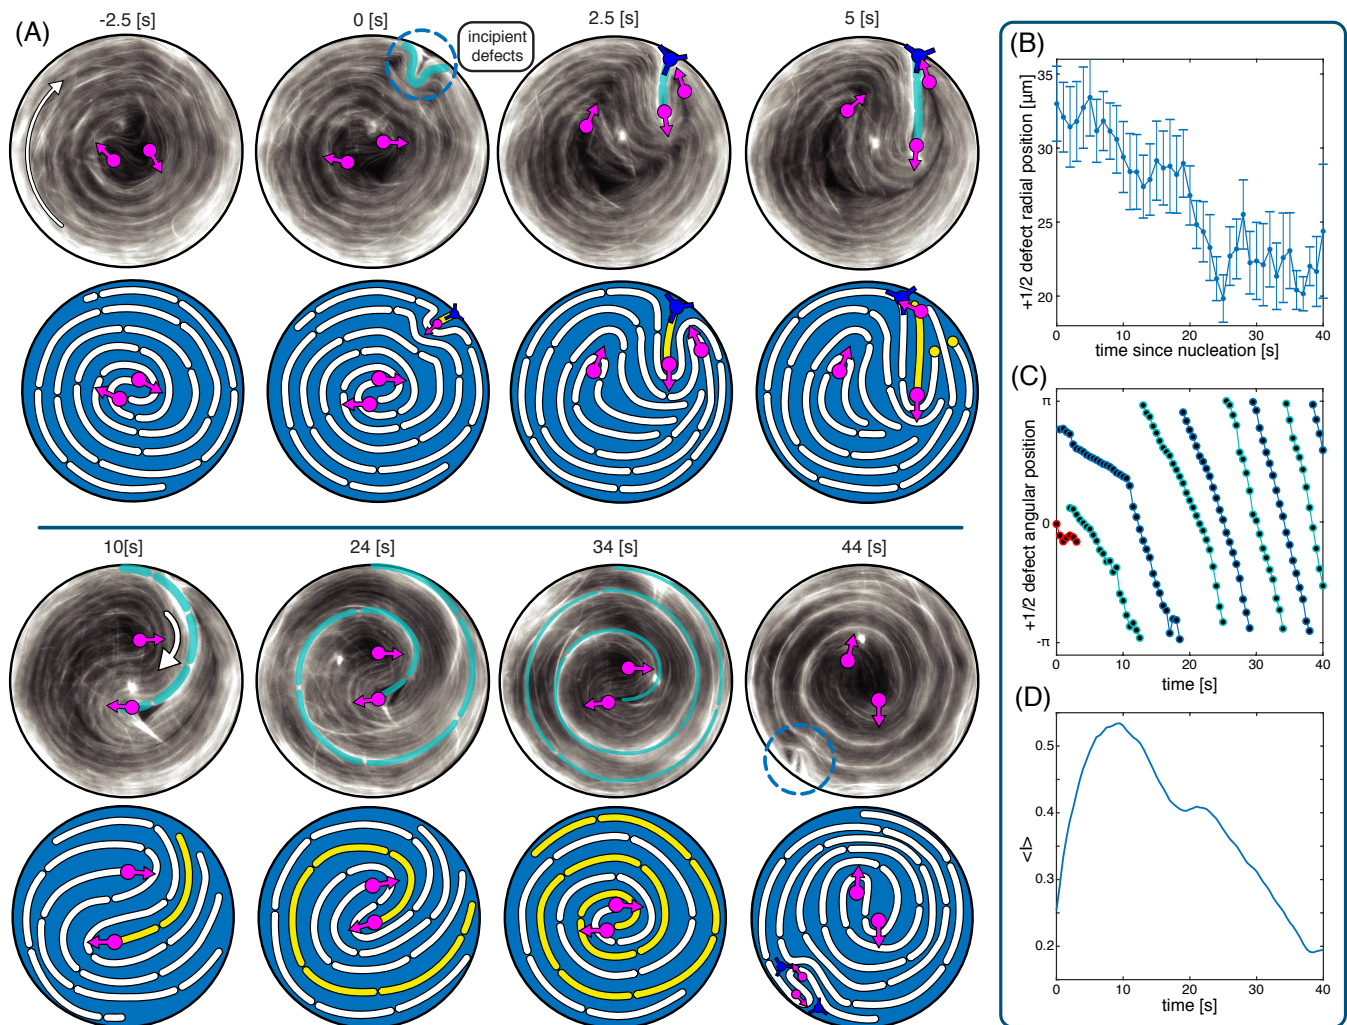 (A)
-2.5 [s]
0 [s]
2.5 [s]
5 [s]
incipient
defects
10[s]
24 [s]
34 [s]
44 [s]
(B)
+1/2 defect radial position [µm]
36
30
25
20
0
10
20
30
40
time since nucleation [s]
(C)
+1/2 defect angular position
π
0
-π
0
10
20
30
40
time [s]
(D)
<I>
0.5
0.4
0.3
0.2
0
10
20
30
40
time [s]